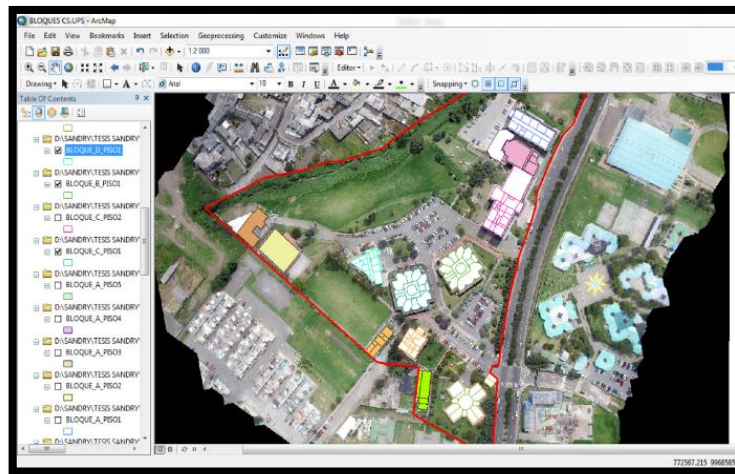 BLOQUES CS.UPS - ArcMap
File Edit View Bookmarks Insert Selection Geoprocessing Customize Windows Help
1:2 000
Editor
Drawing A Arial 10 B I U A Snapping
Table Of Contents
D:\SANDRY\TESIS SANDRY
BLOQUE_D_PISO1
D:\SANDRY\TESIS SANDRY
BLOQUE_B_PISO1
D:\SANDRY\TESIS SANDRY
BLOQUE_C_PISO2
D:\SANDRY\TESIS SANDRY
BLOQUE_C_PISO1
D:\SANDRY\TESIS SANDRY
BLOQUE_A_PISO5
D:\SANDRY\TESIS SANDRY
BLOQUE_A_PISO4
D:\SANDRY\TESIS SANDRY
BLOQUE_A_PISO3
D:\SANDRY\TESIS SANDRY
BLOQUE_A_PISO2
D:\SANDRY\TESIS SANDRY
BLOQUE_A_PISO1
D:\SANDRY\TESIS SANDRY
772567.215 9968585